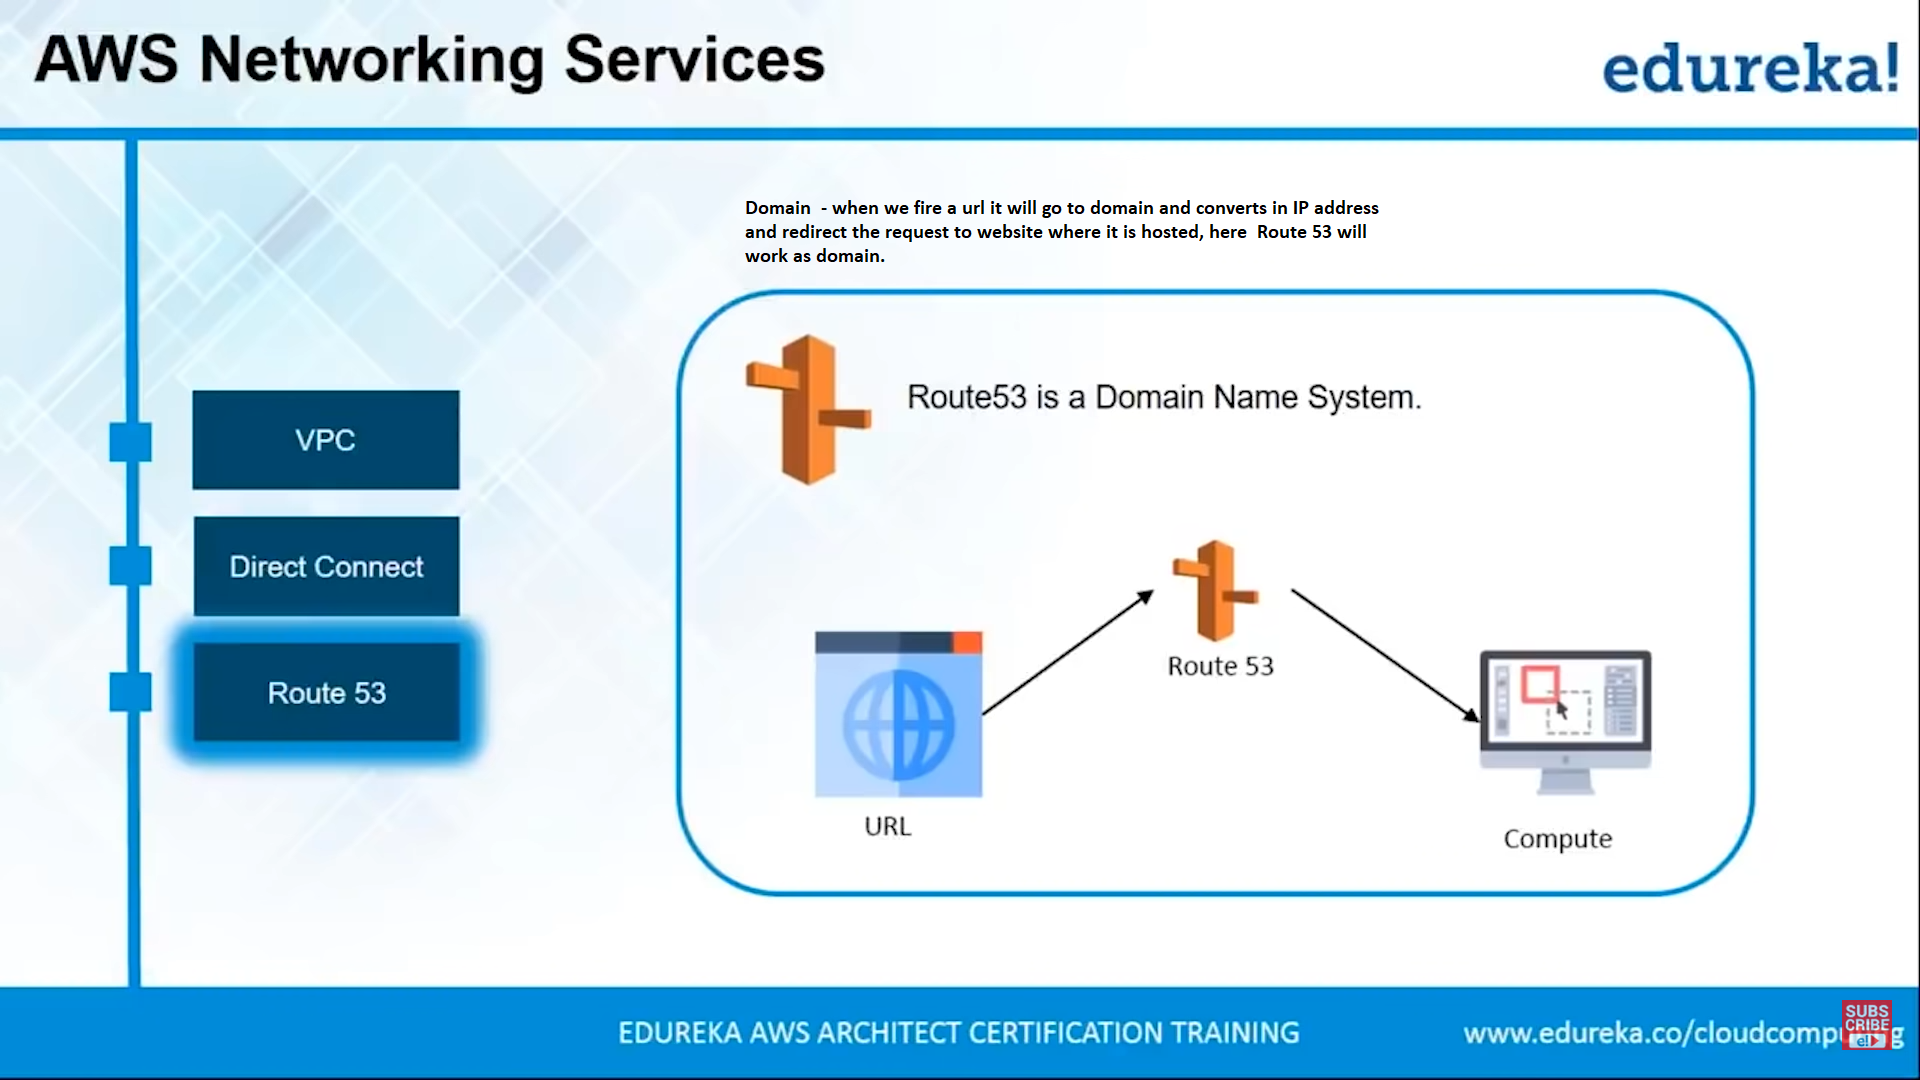 AWS Networking Services
edureka!
Domain  - when we fire a url it will go to domain and converts in IP address
and redirect the request to website where it is hosted, here  Route 53 will
work as domain.
VPC
Direct Connect
Route 53
Route53 is a Domain Name System.
Route 53
URL
Compute
EDUREKA AWS ARCHITECT CERTIFICATION TRAINING
www.edureka.co/cloudcomp
SUBS
CRIBE
e!